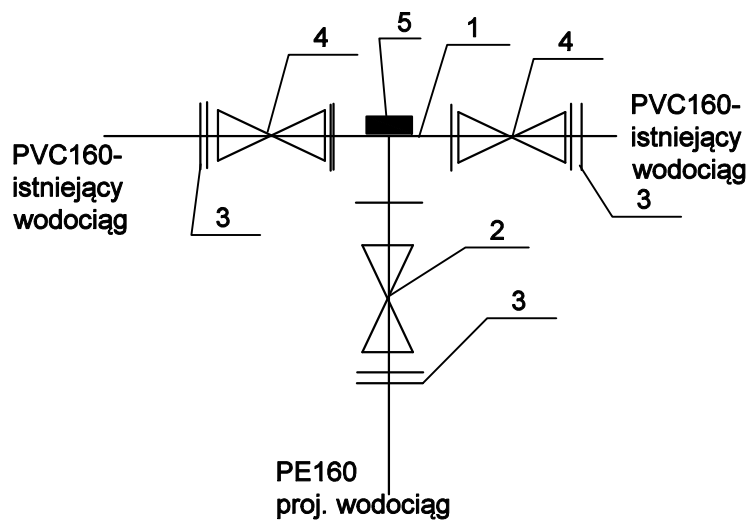 4
5
1
4
PVC160-
istniejący
wodociąg
PVC160-
istniejący
wodociąg
3
3
2
3
PE160
proj. wodociąg